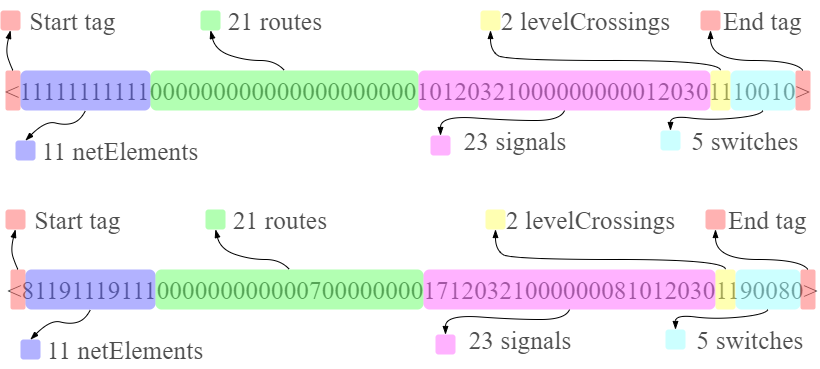 Start tag 21 routes 2 levelCrossings End tag
<11111111111000000000000000000000101203210000000000120301110010>
11 netElements 23 signals 5 switches
Start tag 21 routes 2 levelCrossings End tag
<81191119111000000000000700000000171203210000000810120301190080>
11 netElements 23 signals 5 switches